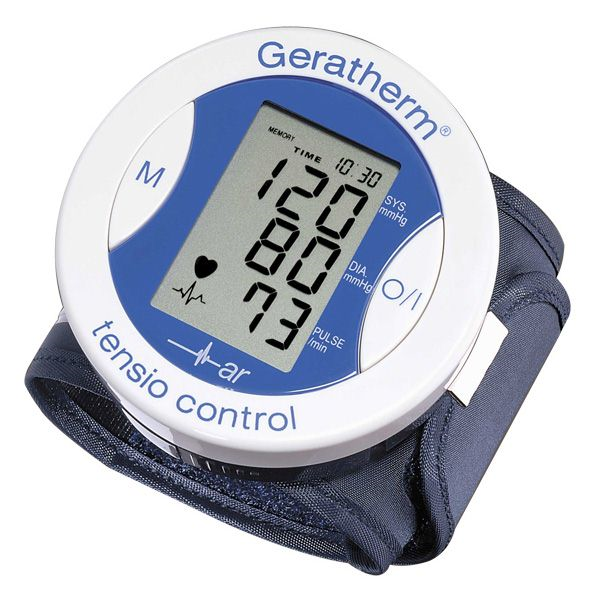 Geratherm®
MEMORY
TIME 10:30
M
120
SYS.
mmHg
80
DIA.
mmHg
O/I
73
PULSE
/min
ar
tensio control